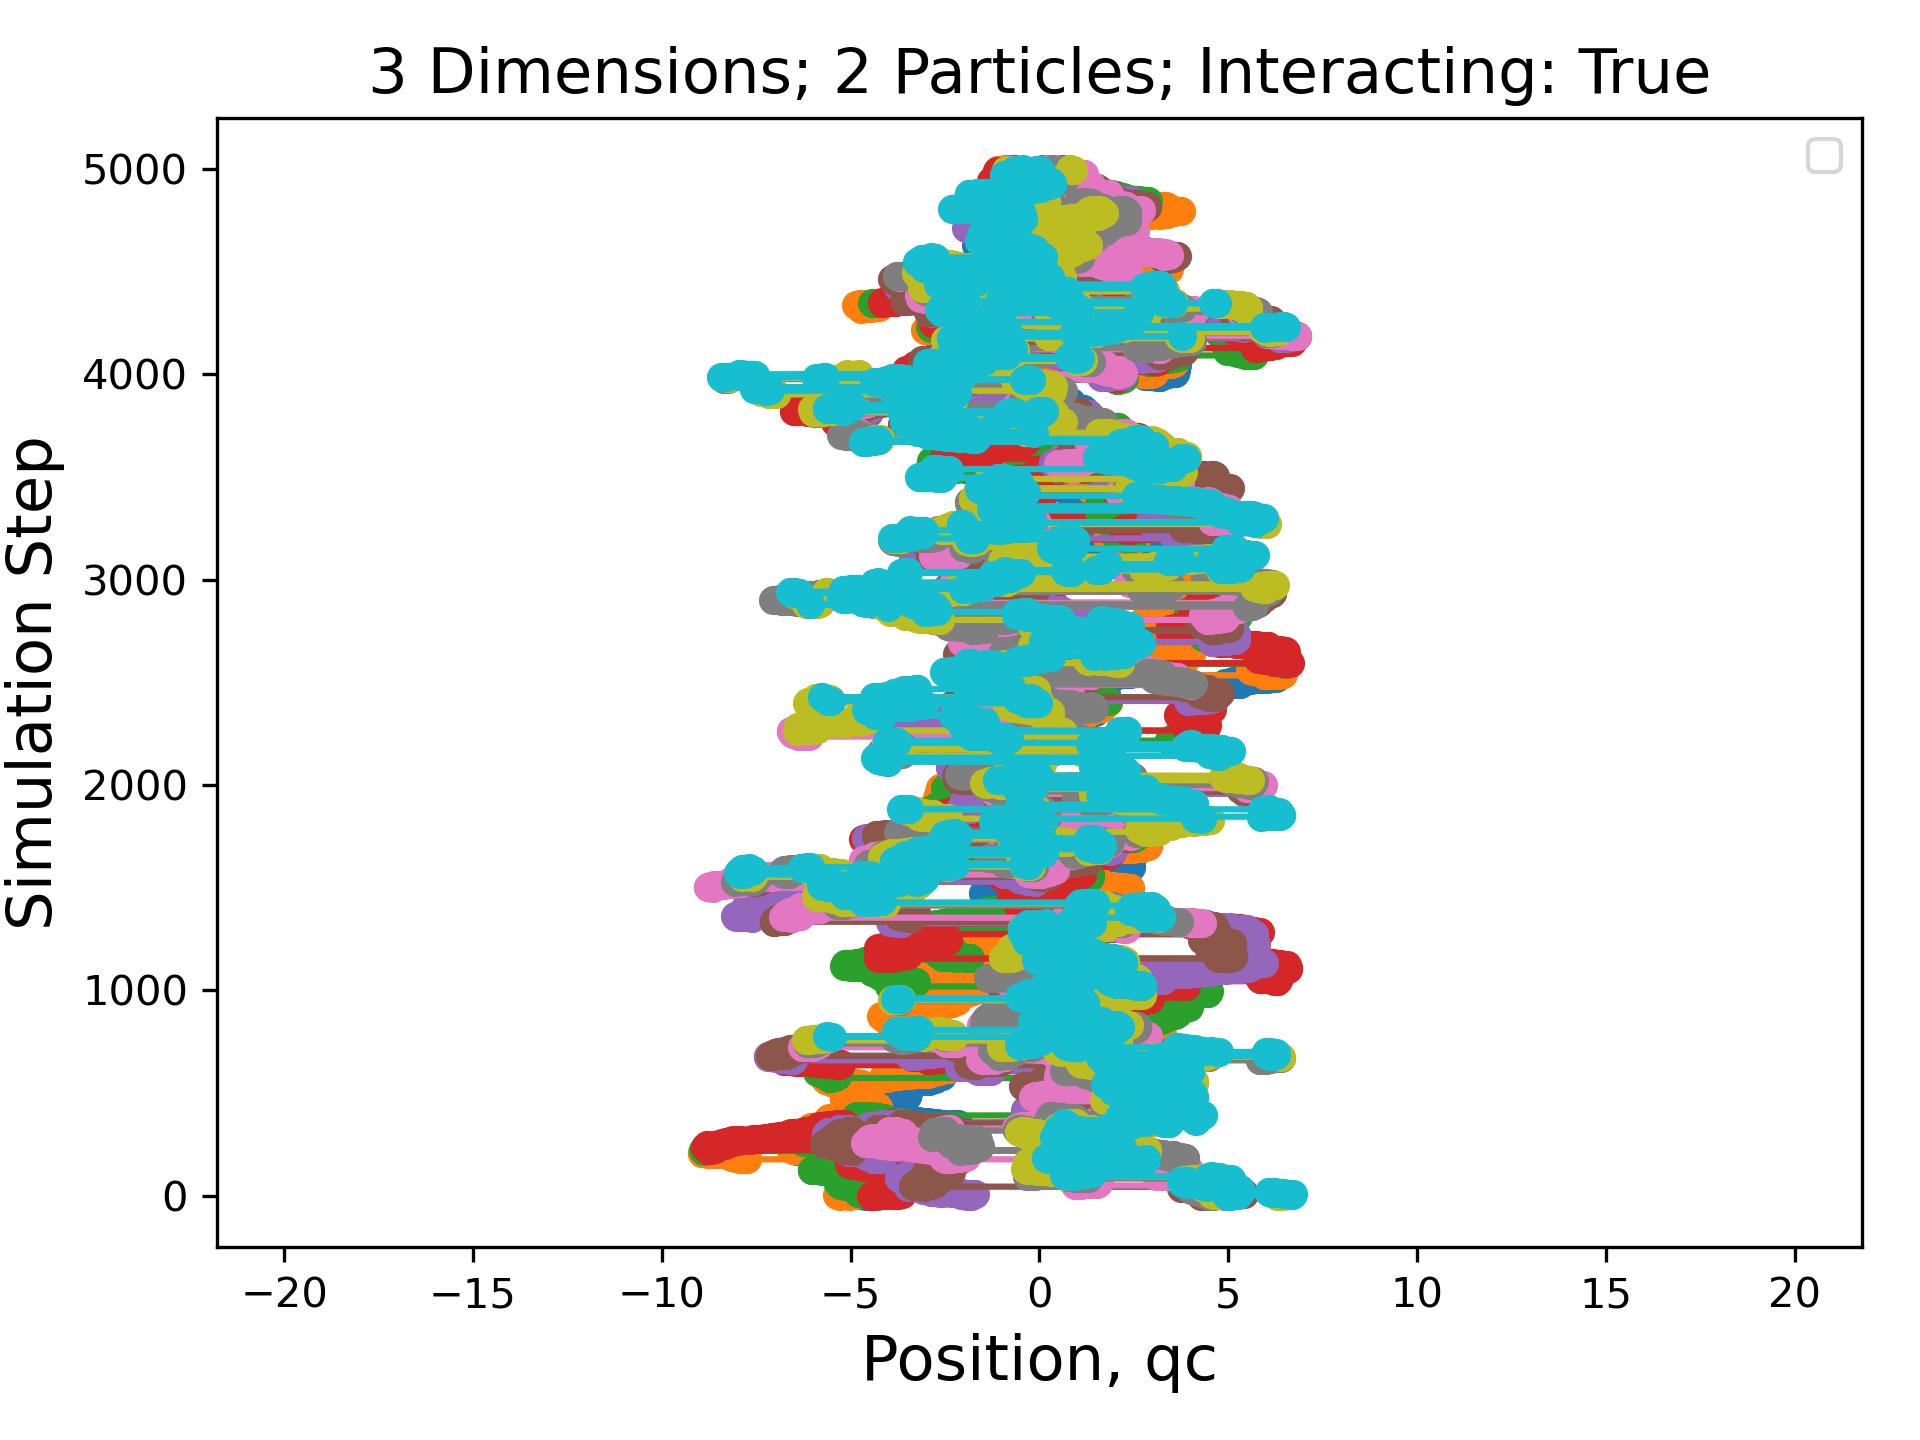 3 Dimensions; 2 Particles; Interacting: True
Simulation Step
5000
4000
3000
2000
1000
0
−20 −15 −10 −5 0 5 10 15 20
Position, qc